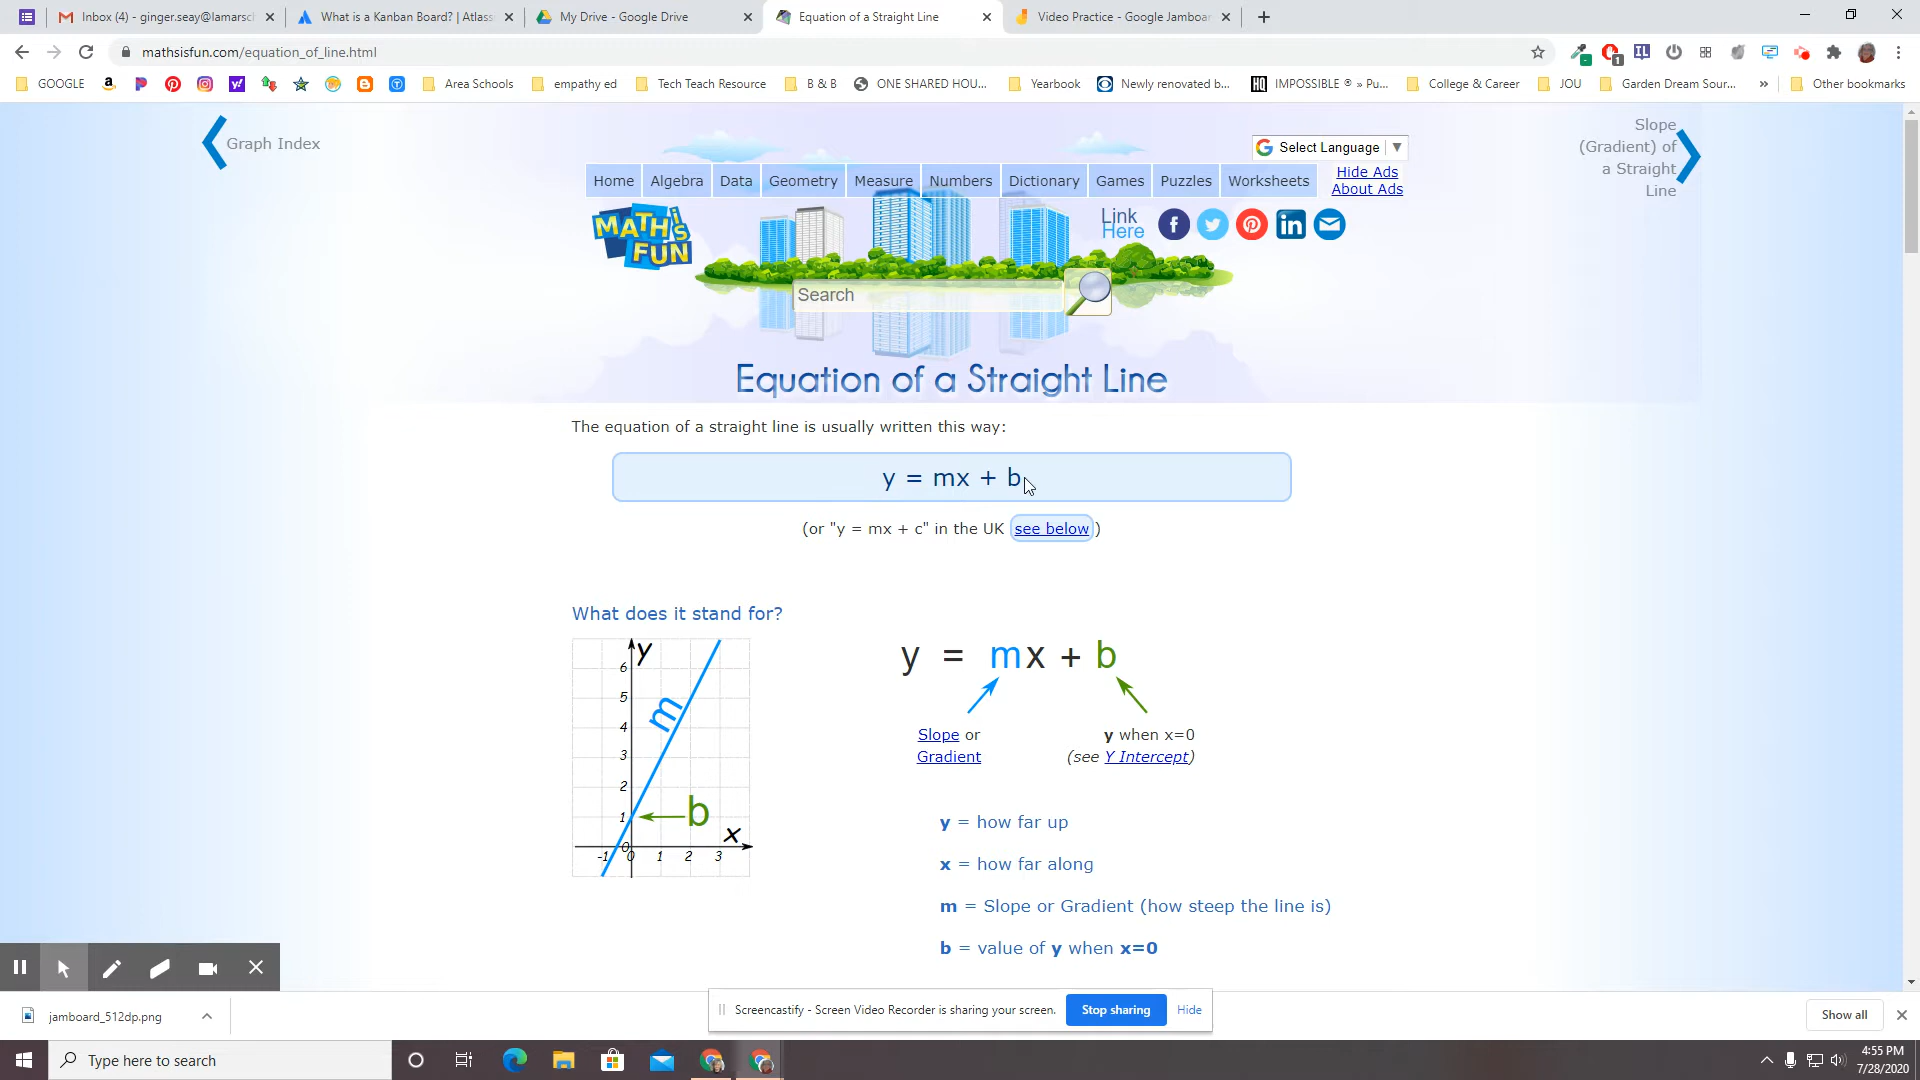 Inbox (4) - ginger.seay@lamarsc
What is a Kanban Board? | Atlass
My Drive - Google Drive
Equation of a Straight Line
Video Practice - Google Jamboar
mathsisfun.com/equation_of_line.html
GOOGLE
Area Schools
empathy ed
Tech Teach Resource
B & B
ONE SHARED HOU...
Yearbook
Newly renovated b...
IMPOSSIBLE ® » Pu...
College & Career
JOU
Garden Dream Sour...
»
Other bookmarks
Graph Index
Slope
(Gradient) of
a Straight
Line
Select Language
Home Algebra Data Geometry Measure Numbers Dictionary Games Puzzles Worksheets
Hide Ads
About Ads
MATH is
FUN
Link
Here
Search
Equation of a Straight Line
The equation of a straight line is usually written this way:
y = mx + b
(or "y = mx + c" in the UK see below )
What does it stand for?
y
6
5
4
3
2
1
0
-1 0 1 2 3
m
b
x
y = mx + b
Slope or
Gradient
y when x=0
(see Y Intercept)
y = how far up
x = how far along
m = Slope or Gradient (how steep the line is)
b = value of y when x=0
jamboard_512dp.png
Screencastify - Screen Video Recorder is sharing your screen.
Stop sharing
Hide
Show all
Type here to search
4:55 PM
7/28/2020